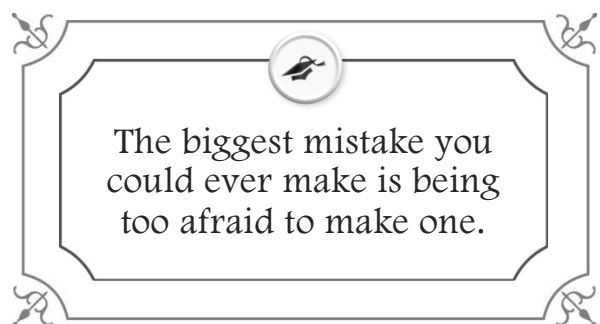 The biggest mistake you
could ever make is being
too afraid to make one.